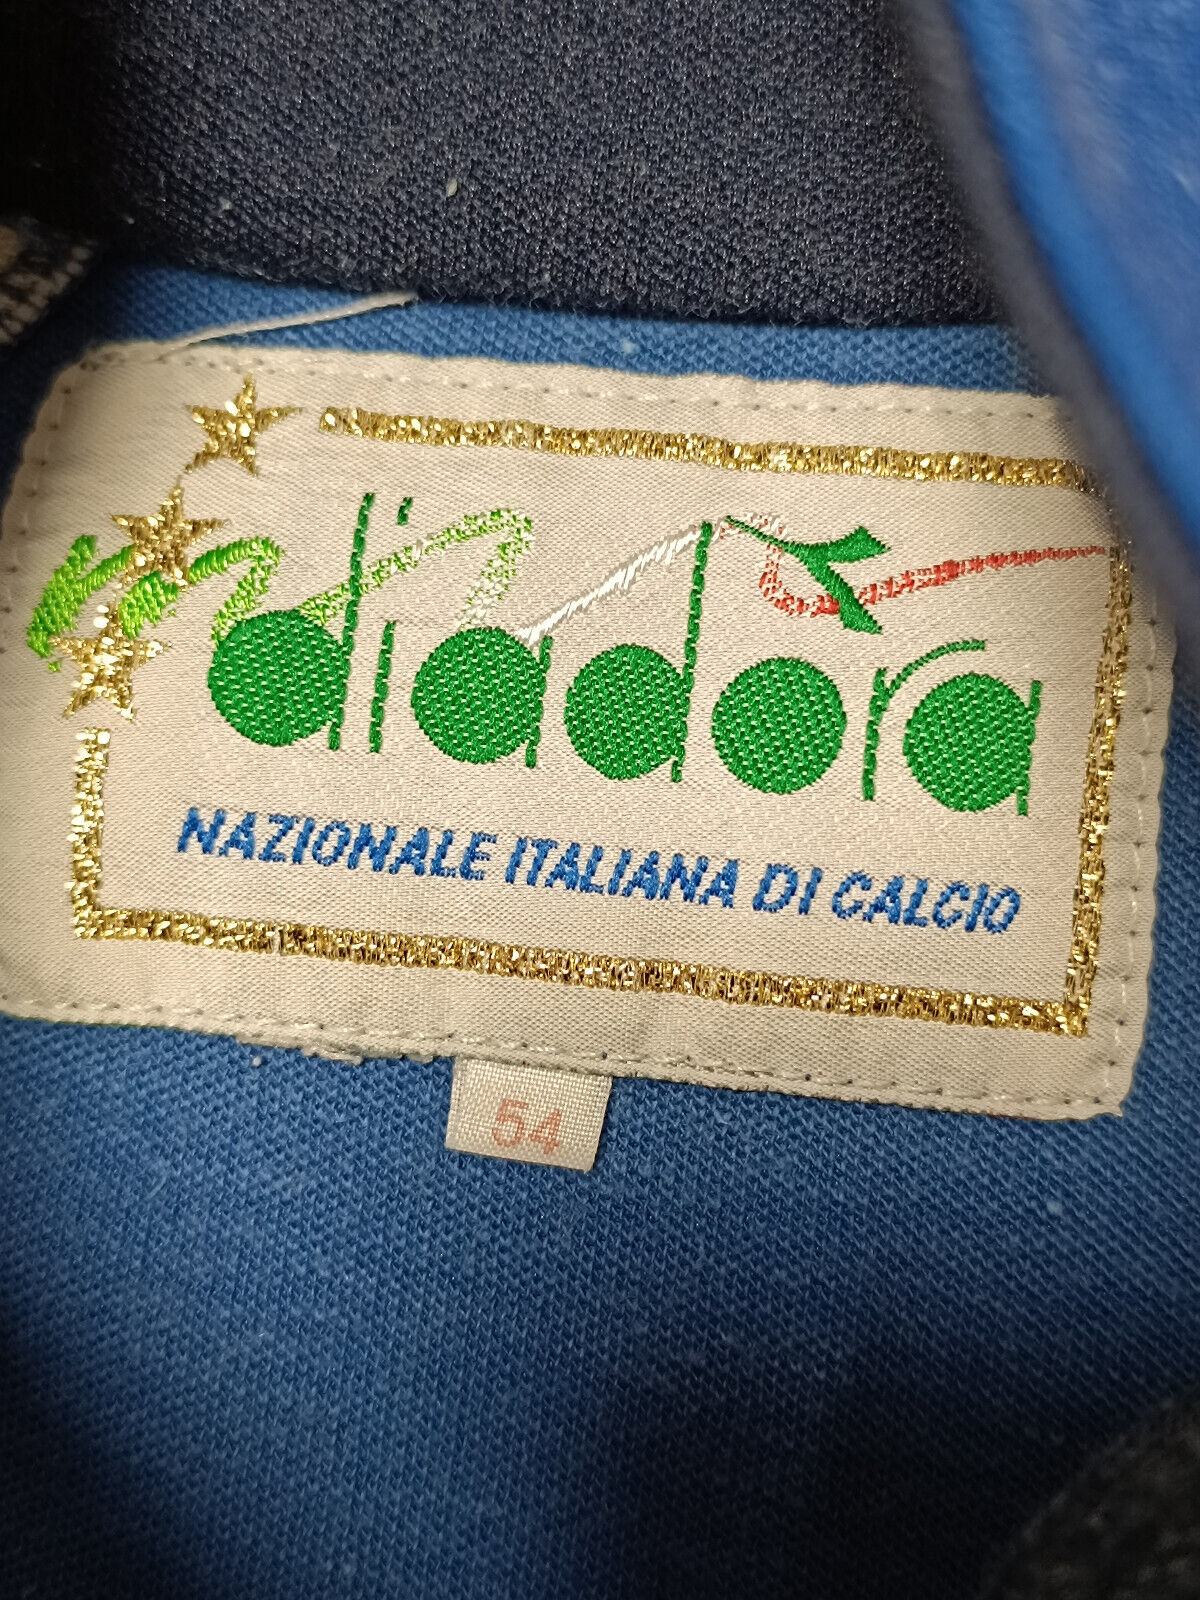 diadora
NAZIONALE ITALIANA DI CALCIO
54